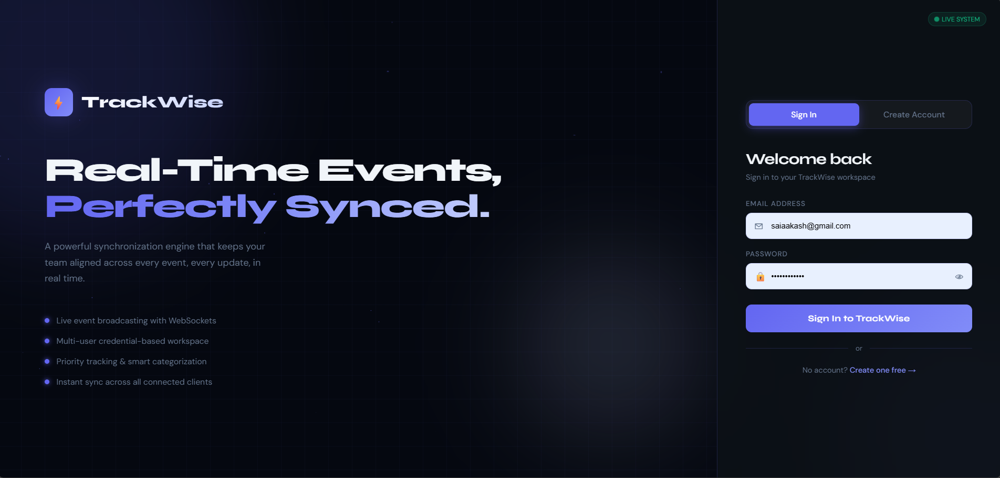 LIVE SYSTEM
TrackWise
Real-Time Events,
Perfectly Synced.
A powerful synchronization engine that keeps your
team aligned across every event, every update, in
real time.
Live event broadcasting with WebSockets
Multi-user credential-based workspace
Priority tracking & smart categorization
Instant sync across all connected clients
Sign In
Create Account
Welcome back
Sign in to your TrackWise workspace
EMAIL ADDRESS
saiaakash@gmail.com
PASSWORD
••••••••••••
Sign In to TrackWise
or
No account? Create one free →